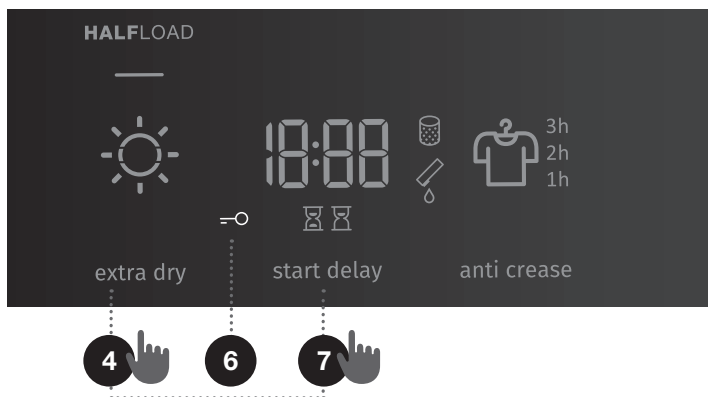 HALFLOAD
18:88
3h
2h
1h
extra dry
start delay
anti crease
4
6
7